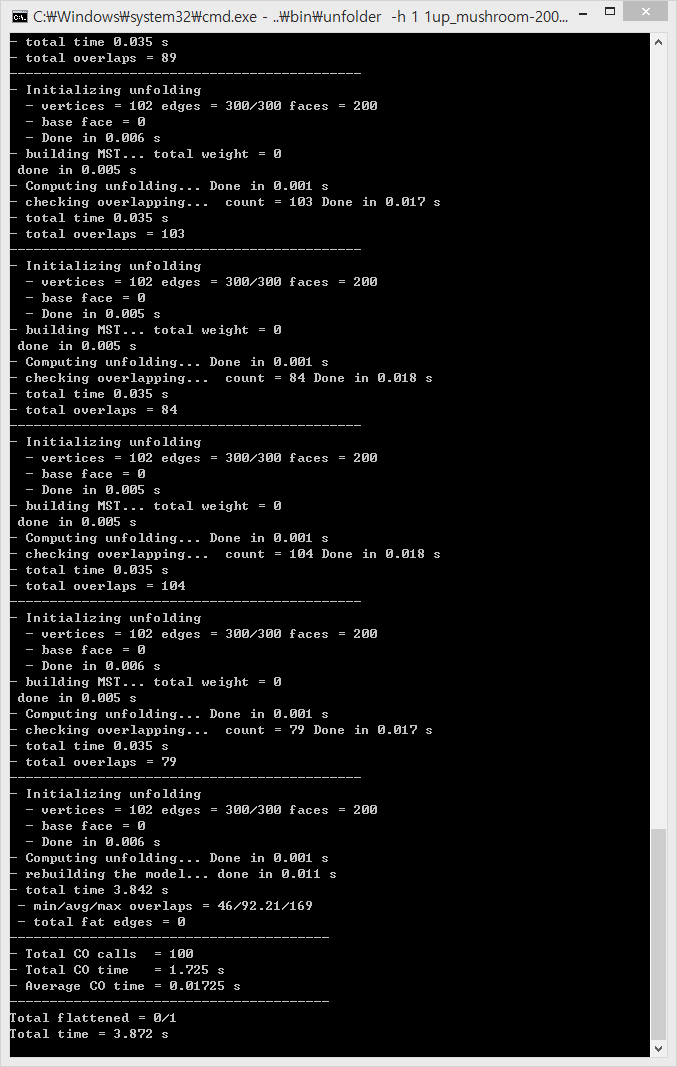 C:₩Windows₩system32₩cmd.exe - ..₩bin₩unfolder -h 1 1up_mushroom-200...
- total time 0.035 s
- total overlaps = 89
--------------------------------------------
- Initializing unfolding
  - vertices = 102 edges = 300/300 faces = 200
  - base face = 0
  - Done in 0.006 s
- building MST... total weight = 0
 done in 0.005 s
- Computing unfolding... Done in 0.001 s
- checking overlapping...  count = 103 Done in 0.017 s
- total time 0.035 s
- total overlaps = 103
--------------------------------------------
- Initializing unfolding
  - vertices = 102 edges = 300/300 faces = 200
  - base face = 0
  - Done in 0.005 s
- building MST... total weight = 0
 done in 0.005 s
- Computing unfolding... Done in 0.001 s
- checking overlapping...  count = 84 Done in 0.018 s
- total time 0.035 s
- total overlaps = 84
--------------------------------------------
- Initializing unfolding
  - vertices = 102 edges = 300/300 faces = 200
  - base face = 0
  - Done in 0.005 s
- building MST... total weight = 0
 done in 0.005 s
- Computing unfolding... Done in 0.001 s
- checking overlapping...  count = 104 Done in 0.018 s
- total time 0.035 s
- total overlaps = 104
--------------------------------------------
- Initializing unfolding
  - vertices = 102 edges = 300/300 faces = 200
  - base face = 0
  - Done in 0.006 s
- building MST... total weight = 0
 done in 0.005 s
- Computing unfolding... Done in 0.001 s
- checking overlapping...  count = 79 Done in 0.017 s
- total time 0.035 s
- total overlaps = 79
--------------------------------------------
- Initializing unfolding
  - vertices = 102 edges = 300/300 faces = 200
  - base face = 0
  - Done in 0.006 s
- Computing unfolding... Done in 0.001 s
- rebuilding the model... done in 0.011 s
- total time 3.842 s
 - min/avg/max overlaps = 46/92.21/169
 - total fat edges = 0
----------------------------------------
- Total CO calls  = 100
- Total CO time   = 1.725 s
- Average CO time = 0.01725 s
----------------------------------------
Total flattened = 0/1
Total time = 3.872 s